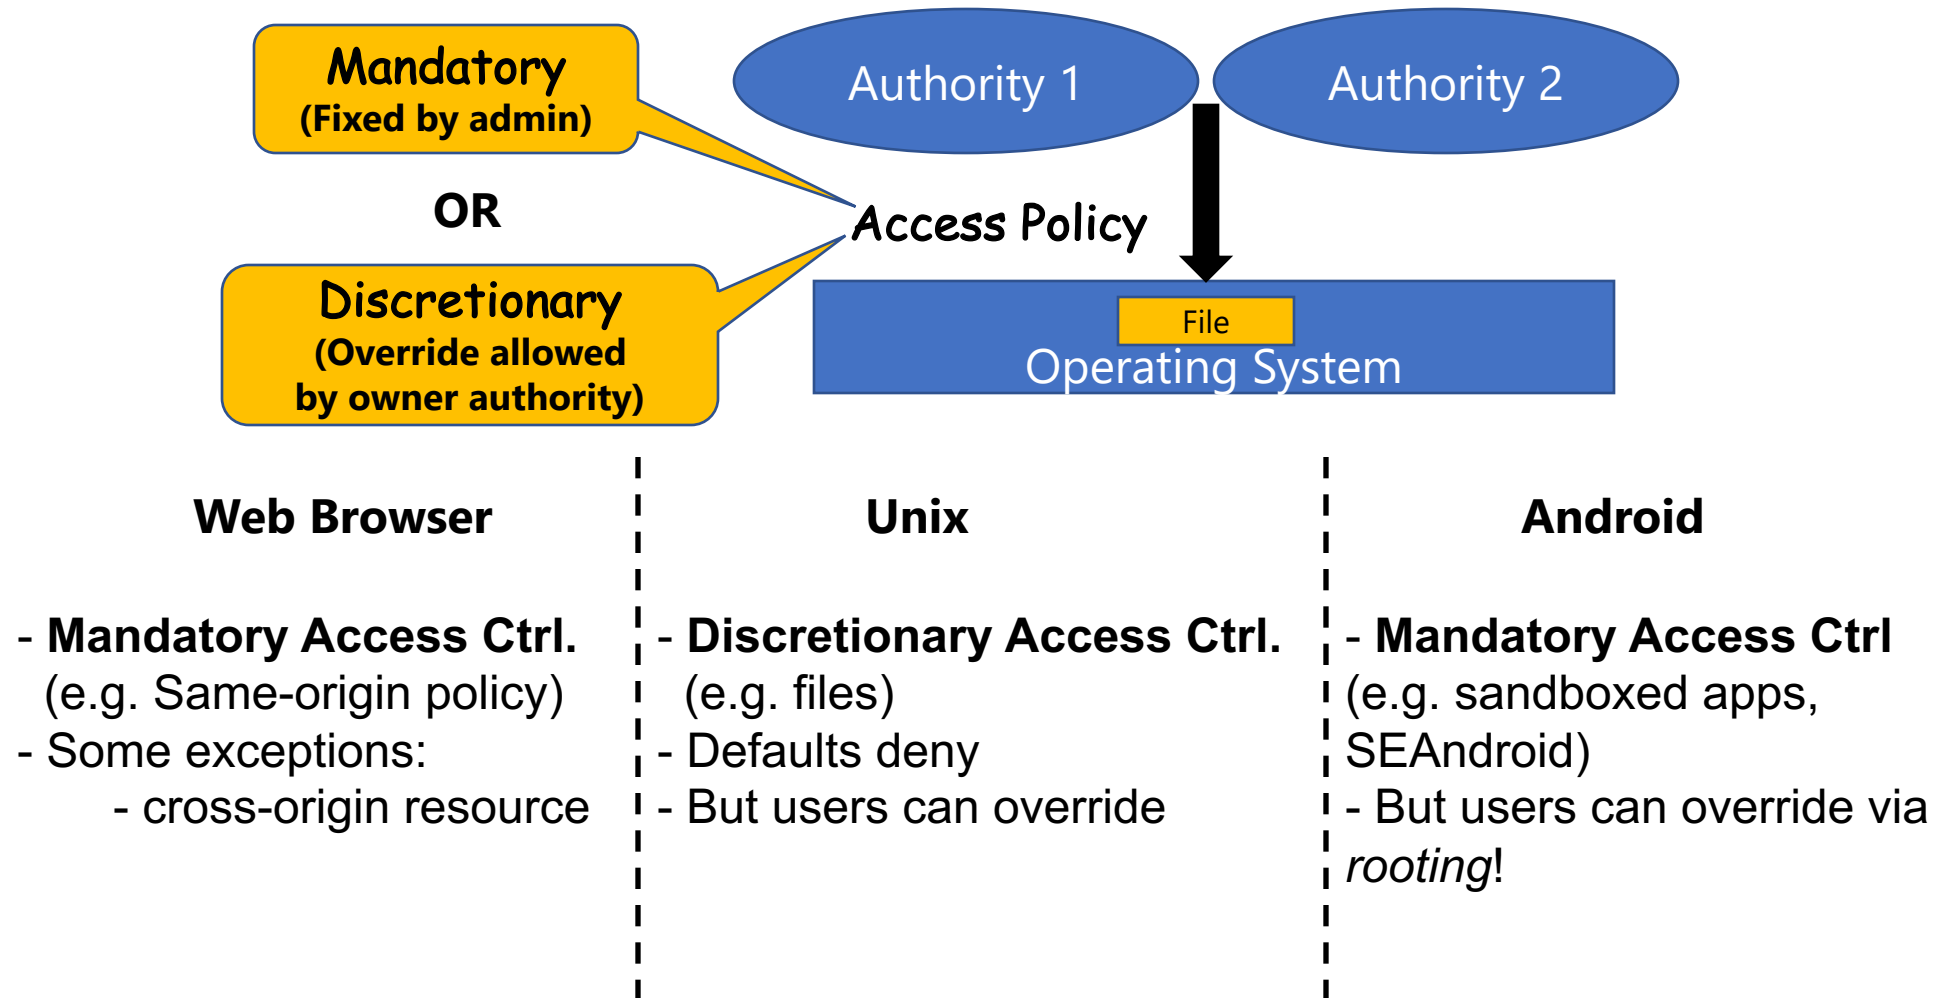 Mandatory
(Fixed by admin)
OR
Discretionary
(Override allowed
by owner authority)
Authority 1
Authority 2
Access Policy
File
Operating System
Web Browser
- Mandatory Access Ctrl.
(e.g. Same-origin policy)
- Some exceptions:
- cross-origin resource
Unix
- Discretionary Access Ctrl.
(e.g. files)
- Defaults deny
- But users can override
Android
- Mandatory Access Ctrl
(e.g. sandboxed apps,
SEAndroid)
- But users can override via
rooting!